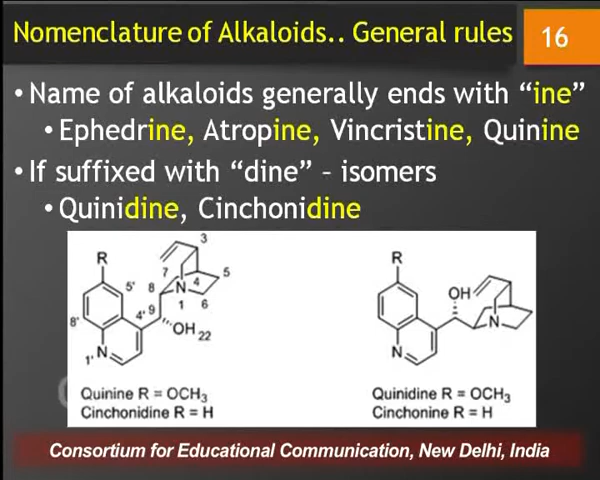 Nomenclature of Alkaloids.. General rules
16
• Name of alkaloids generally ends with “ine”
• Ephedrine, Atropine, Vincristine, Quinine
• If suffixed with “dine” – isomers
• Quinidine, Cinchonidine
R
3
7
5
5'
8
4
N
4'
9
1
6
8'
OH
22
N
1'
R
OH
N
N
Quinine R = OCH₃
Cinchonidine R = H
Quinidine R = OCH₃
Cinchonine R = H
Consortium for Educational Communication, New Delhi, India